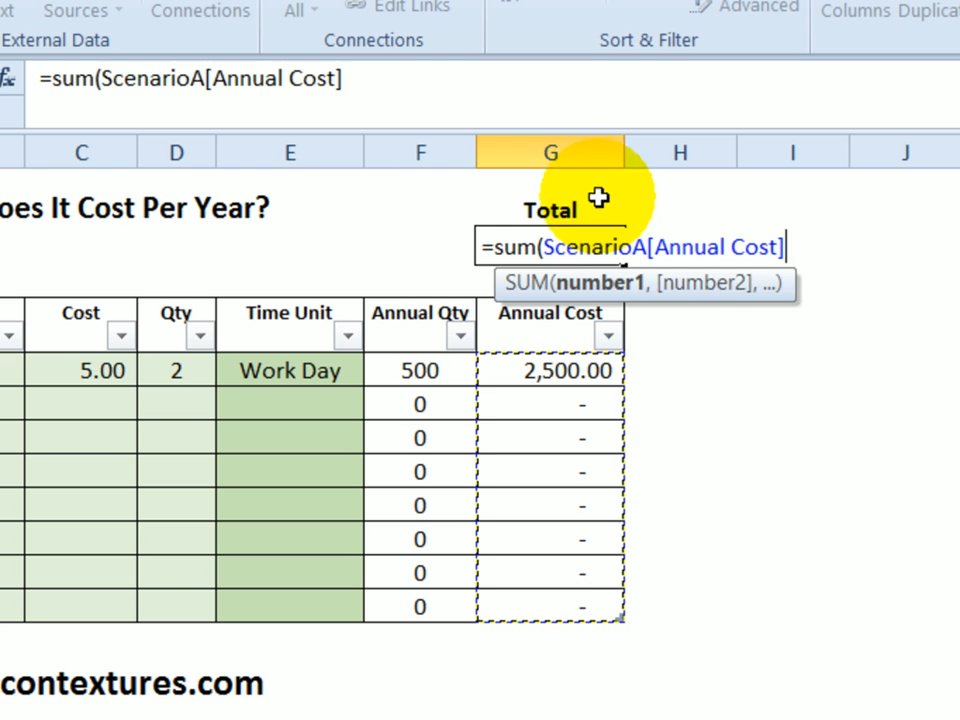 Sources
Connections
All
Edit Links
Advanced
Columns
External Data
Connections
Sort & Filter
fx
=sum(ScenarioA[Annual Cost]
C D E F G H I J
It Cost Per Year?
Total
=sum(ScenarioA[Annual Cost]
SUM(number1, [number2], ...)
Cost Qty Time Unit Annual Qty Annual Cost
5.00 2 Work Day 500 2,500.00
0 -
0 -
0 -
0 -
0 -
0 -
0 -
contextures.com